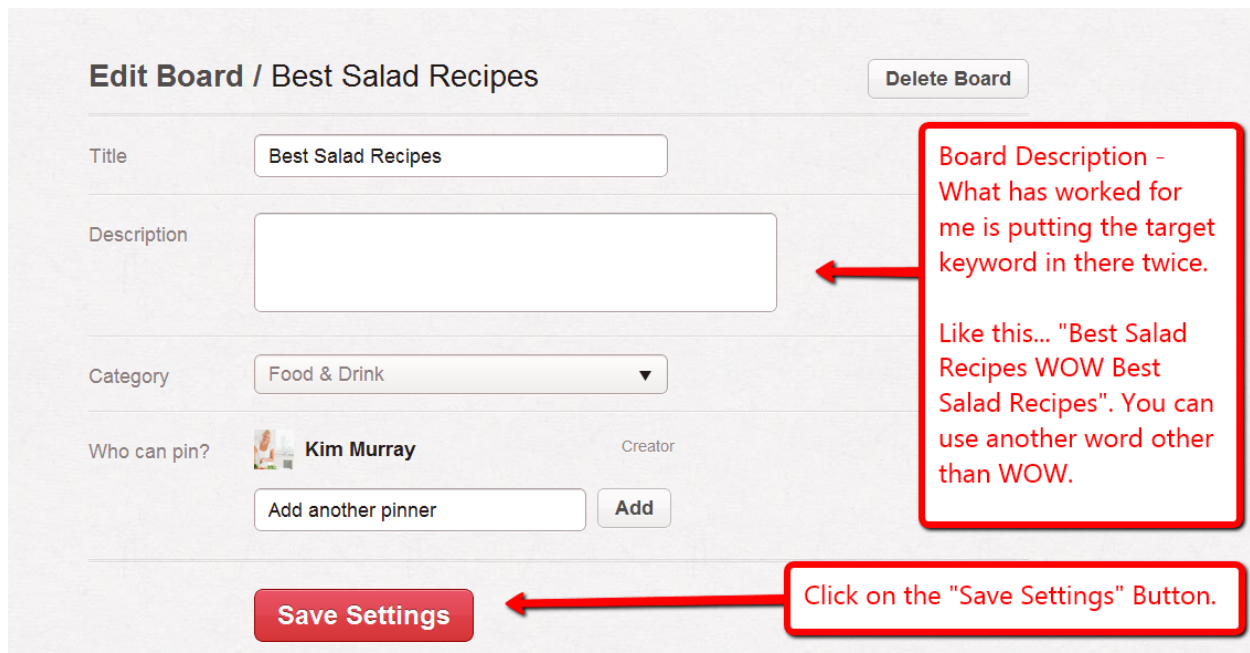 Edit Board / Best Salad Recipes
Delete Board
Title
Best Salad Recipes
Description
Category
Food & Drink
Who can pin?
Kim Murray
Creator
Add another pinner
Add
Save Settings
Board Description -
What has worked for
me is putting the target
keyword in there twice.
Like this... "Best Salad
Recipes WOW Best
Salad Recipes". You can
use another word other
than WOW.
Click on the "Save Settings" Button.